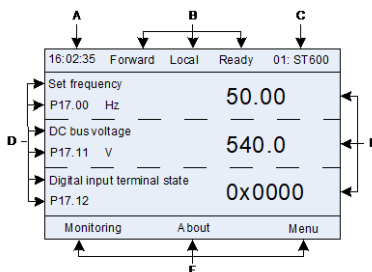 A B C
16:02:35 Forward Local Ready 01: ST600
Set frequency
P17.00 Hz 50.00
D
DC bus voltage
P17.11 V 540.0
Digital input terminal state
P17.12 0x0000
Monitoring About Menu